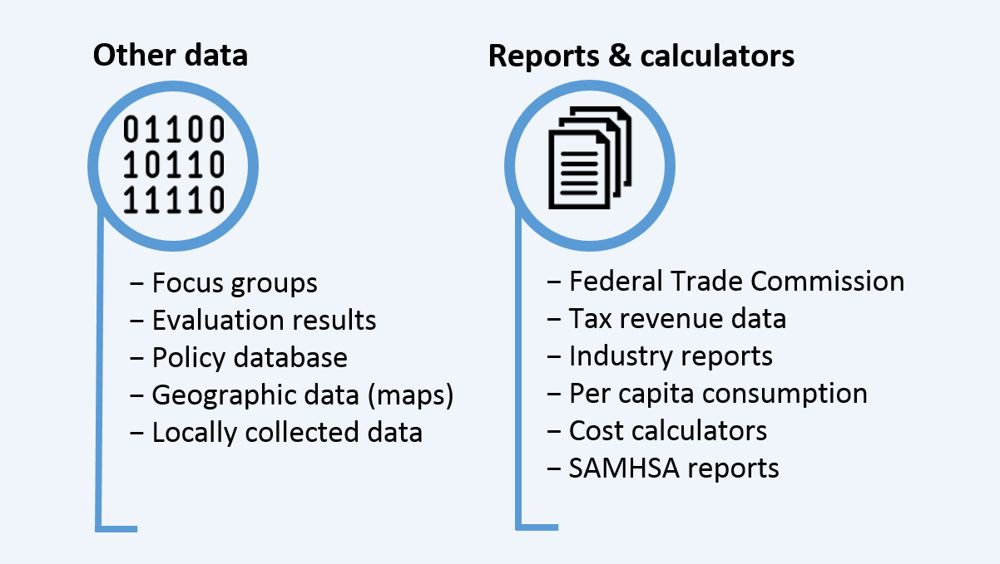 Other data
01100
10110
11110
– Focus groups
– Evaluation results
– Policy database
– Geographic data (maps)
– Locally collected data
Reports & calculators
– Federal Trade Commission
– Tax revenue data
– Industry reports
– Per capita consumption
– Cost calculators
– SAMHSA reports